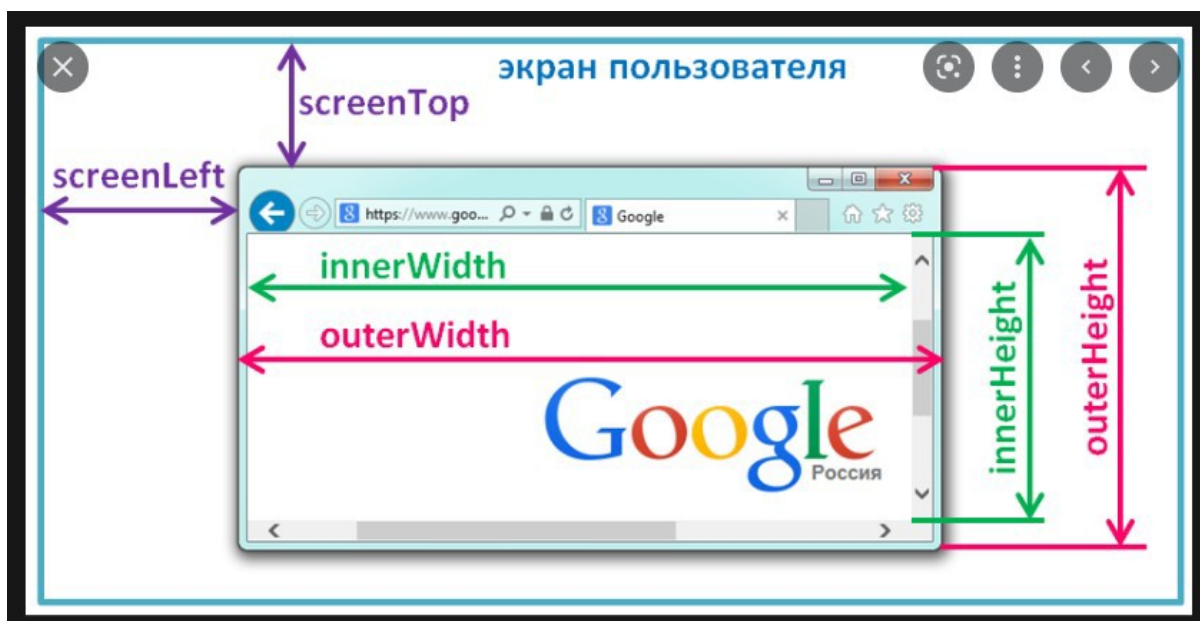 экран пользователя
screenTop
screenLeft
https://www.goo...
Google
innerWidth
outerWidth
innerHeight
outerHeight
Google
Россия